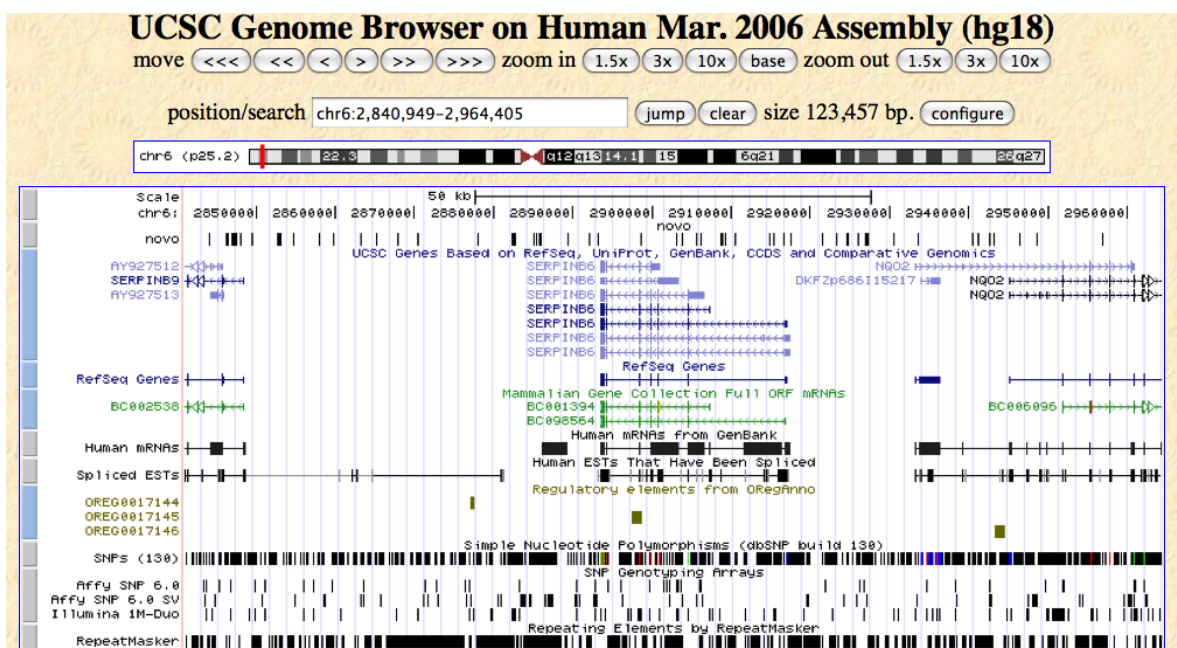 UCSC Genome Browser on Human Mar. 2006 Assembly (hg18)
move <<< << < > >> >>> zoom in 1.5x 3x 10x base zoom out 1.5x 3x 10x
position/search chr6:2,840,949-2,964,405 jump clear size 123,457 bp. configure
chr6 (p25.2) 22.3 q12 q13 14.1 15 6q21 26 q27
Scale 50 kb
chr6: 2850000 2860000 2870000 2880000 2890000 2900000 2910000 2920000 2930000 2940000 2950000 2960000
novo
novo
UCSC Genes Based on RefSeq, UniProt, GenBank, CCDS and Comparative Genomics
AY927512 SERPINB6 NQO2
SERPINB9 SERPINB6 DKFZp686I15217 NQO2
AY927513 SERPINB6 NQO2
SERPINB6
SERPINB6
SERPINB6
SERPINB6
RefSeq Genes
RefSeq Genes
Mammalian Gene Collection Full ORF mRNAs
BC002538 BC001394 BC006096
BC098564
Human mRNAs from GenBank
Human mRNAs
Human ESTs That Have Been Spliced
Spliced ESTs
Regulatory elements from ORegAnno
OREG0017144
OREG0017145
OREG0017146
Simple Nucleotide Polymorphisms (dbSNP build 130)
SNPs (130)
SNP Genotyping Arrays
Affy SNP 6.0
Affy SNP 6.0 SV
Illumina 1M-Duo
Repeating Elements by RepeatMasker
RepeatMasker